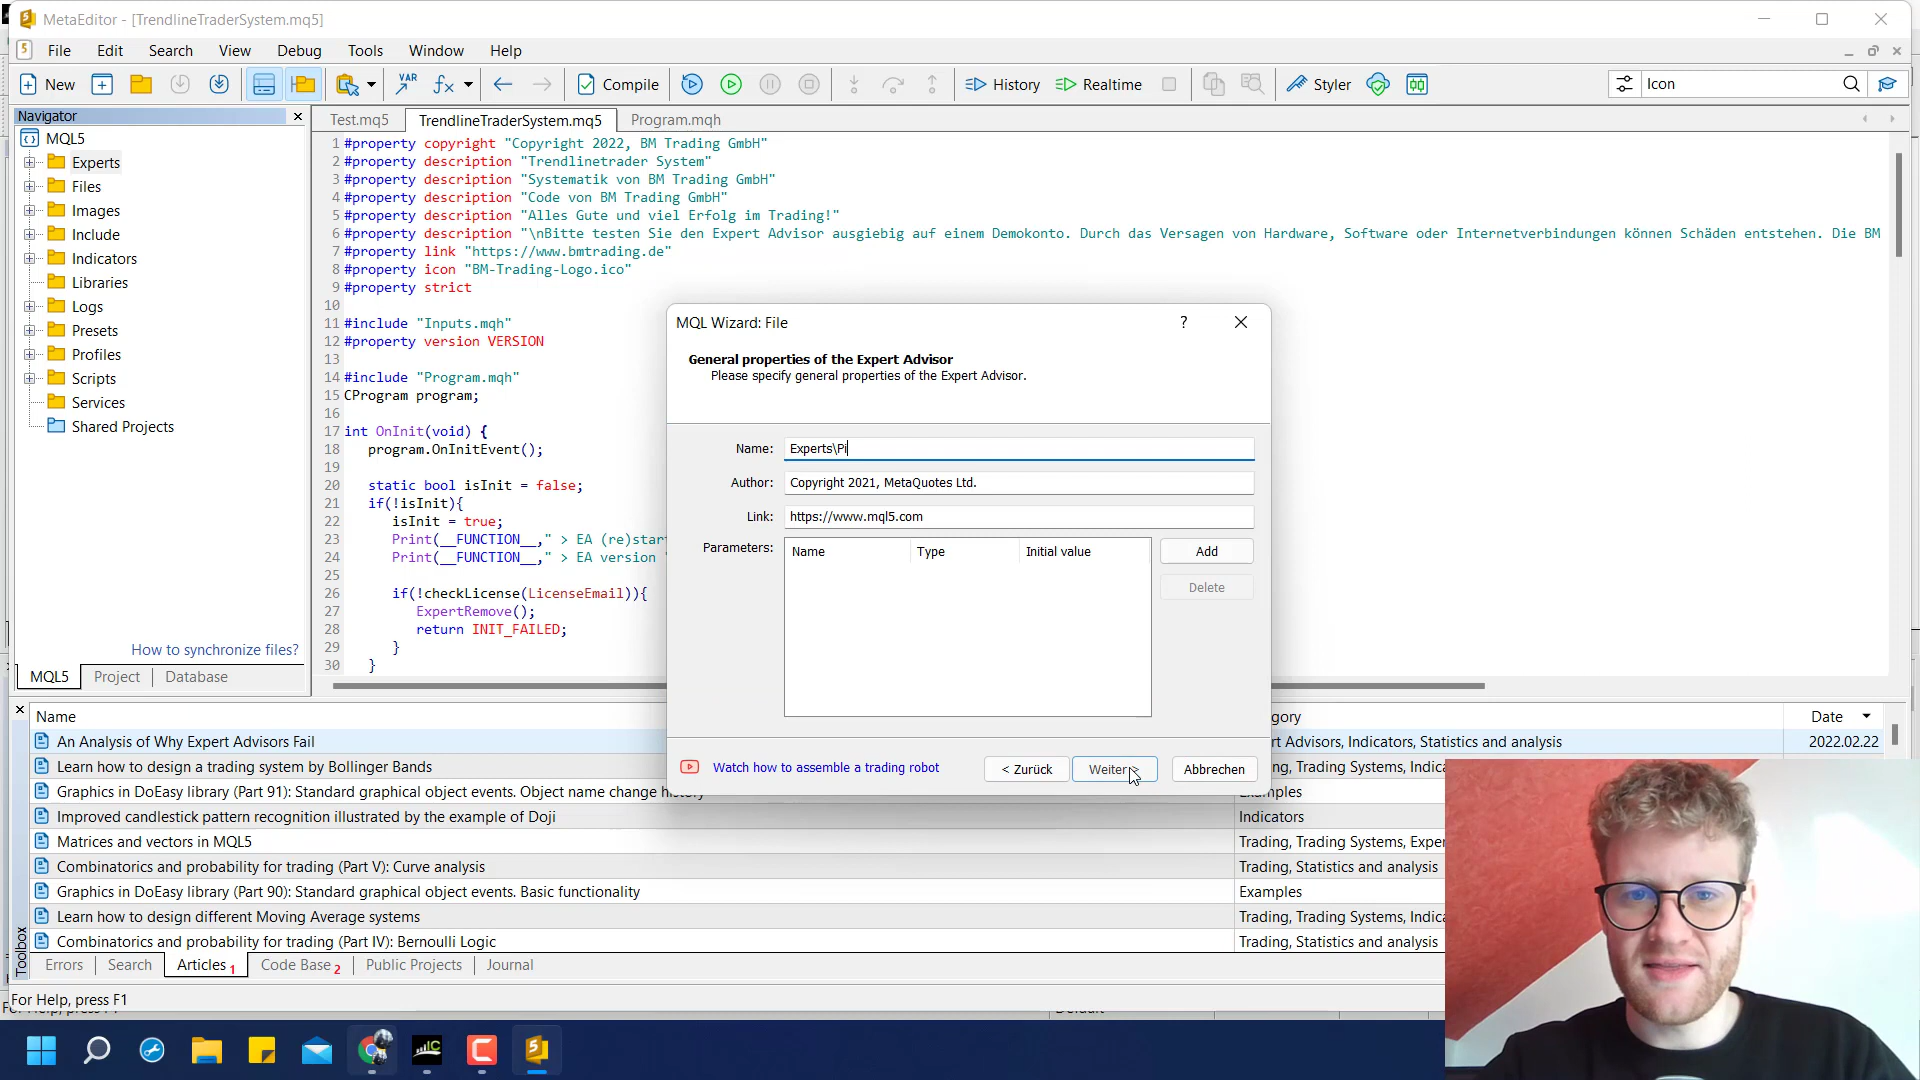 MetaEditor - [TrendlineTraderSystem.mq5]
File Edit Search View Debug Tools Window Help
New VAR Compile History Realtime Styler Icon
Navigator
MQL5
Experts
Files
Images
Include
Indicators
Libraries
Logs
Presets
Profiles
Scripts
Services
Shared Projects
How to synchronize files?
MQL5 Project Database
Test.mq5 TrendlineTraderSystem.mq5 Program.mqh
1 #property copyright "Copyright 2022, BM Trading GmbH"
2 #property description "Trendlinetrader System"
3 #property description "Systematik von BM Trading GmbH"
4 #property description "Code von BM Trading GmbH"
5 #property description "Alles Gute und viel Erfolg im Trading!"
6 #property description "\nBitte testen Sie den Expert Advisor ausgiebig auf einem Demokonto. Durch das Versagen von Hardware, Software oder Internetverbindungen können Schäden entstehen. Die BM
7 #property link "https://www.bmtrading.de"
8 #property icon "BM-Trading-Logo.ico"
9 #property strict
10
11 #include "Inputs.mqh"
12 #property version VERSION
13
14 #include "Program.mqh"
15 CProgram program;
16
17 int OnInit(void) {
18 program.OnInitEvent();
19
20 static bool isInit = false;
21 if(!isInit){
22 isInit = true;
23 Print(__FUNCTION__," > EA (re)star
24 Print(__FUNCTION__," > EA version
25
26 if(!checkLicense(LicenseEmail)){
27 ExpertRemove();
28 return INIT_FAILED;
29 }
30 }
MQL Wizard: File ?
General properties of the Expert Advisor
Please specify general properties of the Expert Advisor.
Name: Experts\Pi
Author: Copyright 2021, MetaQuotes Ltd.
Link: https://www.mql5.com
Parameters: Name Type Initial value Add
Delete
Watch how to assemble a trading robot < Zurück Weiter > Abbrechen
Name gory Date
An Analysis of Why Expert Advisors Fail rt Advisors, Indicators, Statistics and analysis 2022.02.22
Learn how to design a trading system by Bollinger Bands
Graphics in DoEasy library (Part 91): Standard graphical object events. Object name change history Examples
Improved candlestick pattern recognition illustrated by the example of Doji Indicators
Matrices and vectors in MQL5 Trading, Trading Systems, Exper
Combinatorics and probability for trading (Part V): Curve analysis Trading, Statistics and analysis
Graphics in DoEasy library (Part 90): Standard graphical object events. Basic functionality Examples
Learn how to design different Moving Average systems Trading, Trading Systems, Indica
Combinatorics and probability for trading (Part IV): Bernoulli Logic Trading, Statistics and analysis
Toolbox
Errors Search Articles 1 Code Base 2 Public Projects Journal
For Help, press F1